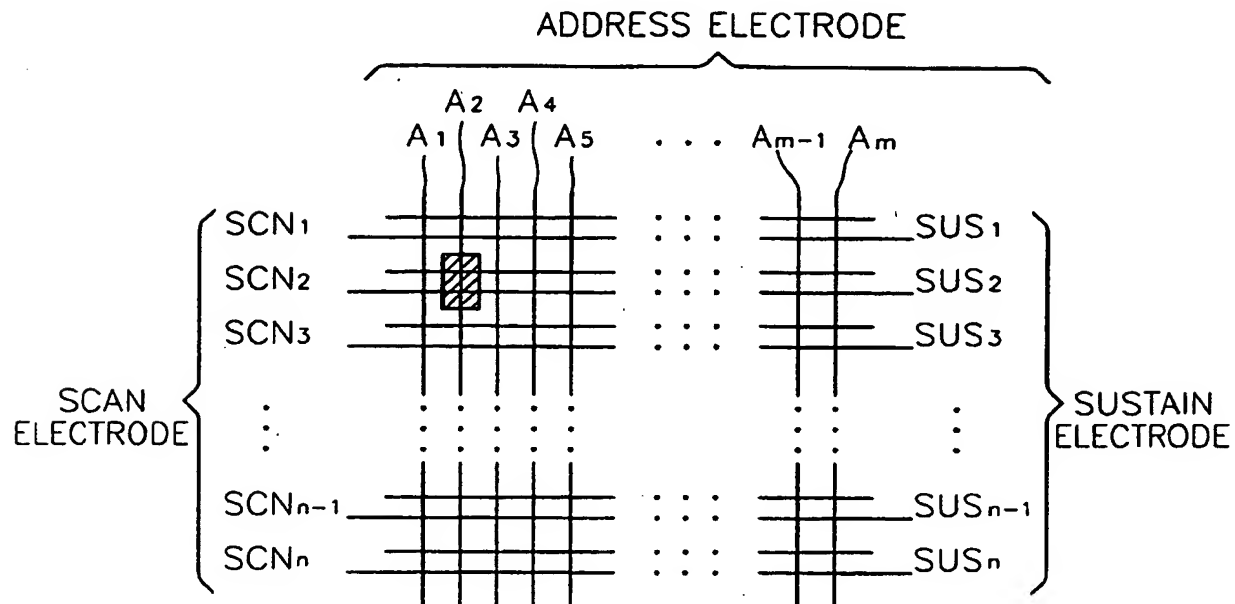 ADDRESS ELECTRODE
A2 A4
A1 A3 A5 . . . Am-1 Am
SCN1 SUS1
SCN2 SUS2
SCN3 SUS3
SCAN ELECTRODE
SUSTAIN ELECTRODE
SCNn-1 SUSn-1
SCNn SUSn